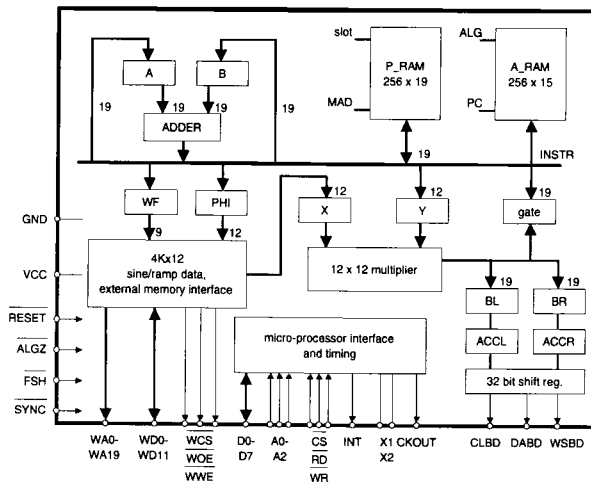 slot
ALG
P_RAM
256 x 19
A_RAM
256 x 15
A
B
MAD
PC
19
19
19
19
ADDER
19
INSTR
WF
PHI
12
X
12
Y
19
gate
9
12
GND
4Kx12
sine/ramp data,
external memory interface
12 x 12 multiplier
VCC
19
19
BL
BR
RESET
micro-processor interface
and timing
ACCL
ACCR
ALGZ
32 bit shift reg.
FSH
SYNC
WA0-
WA19
WD0-
WD11
WCS
WOE
WWE
D0-
D7
A0-
A2
CS
RD
WR
INT
X1
X2
CKOUT
CLBD
DABD
WSBD